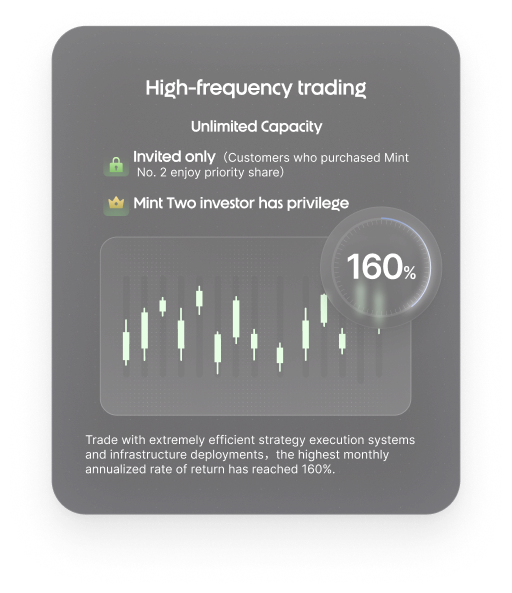 High-frequency trading
Unlimited Capacity
Invited only（Customers who purchased Mint
No. 2 enjoy priority share）
Mint Two investor has privilege
160%
Trade with extremely efficient strategy execution systems
and infrastructure deployments，the highest monthly
annualized rate of return has reached 160%.